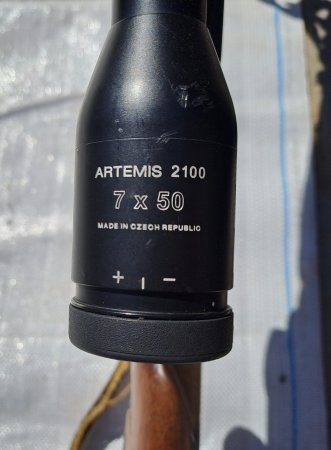 ARTEMIS 2100
7 x 50
MADE IN CZECH REPUBLIC
+ | −